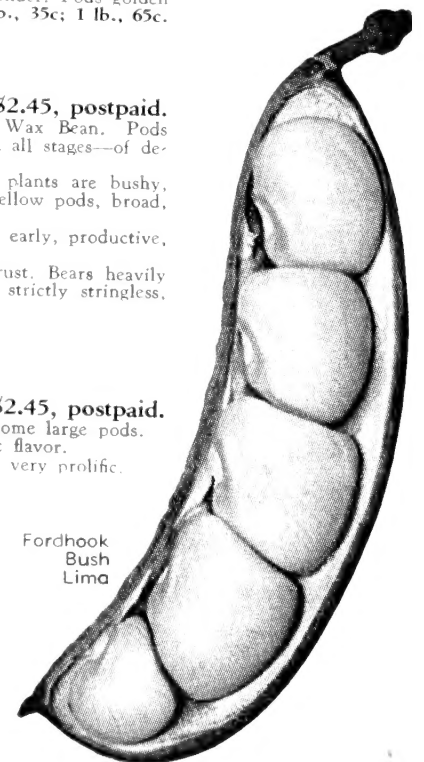 b., 35c; 1 lb., 65c.
$2.45, postpaid.
Wax Bean. Pods
all stages—of de-
plants are bushy,
ellow pods, broad,
early, productive,
rust. Bears heavily
strictly stringless,
$2.45, postpaid.
ome large pods.
flavor.
very prolific.
Fordhook
Bush
Lima